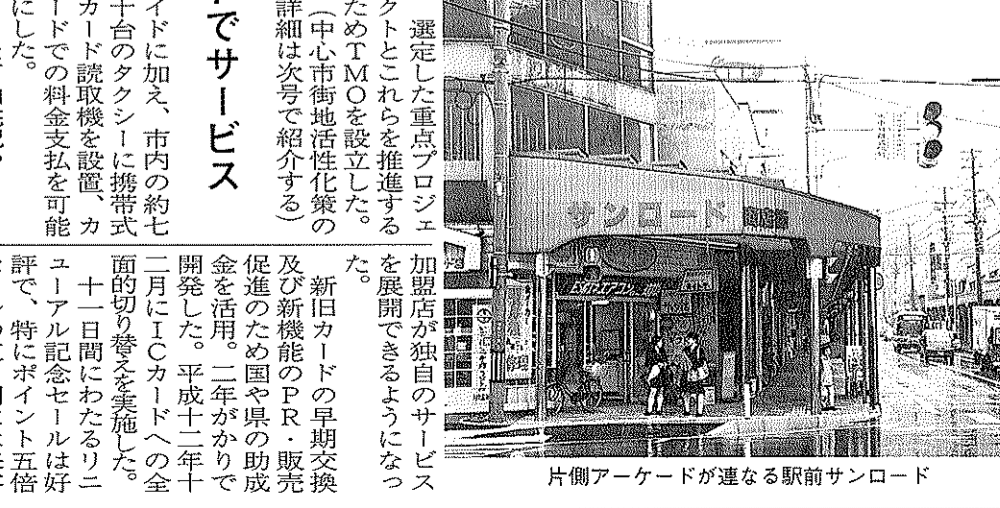 選定した重点プロジェ
クトとこれらを推進する
ためTMOを設立した。
(中心市街地活性化策の
詳細は次号で紹介する)
でサービス
イドに加え、市内の約七
十台のタクシーに携帯式
カード読取機を設置、カ
ードでの料金支払を可能
にした。
加盟店が独自のサービス
を展開できるようになっ
た。
新旧カードの早期交換
及び新機能のPR・販売
促進のため国や県の助成
金を活用。二年がかりで
開発した。平成十二年十
二月にICカードへの全
面的切り替えを実施した。
十一日間にわたるリニ
ューアル記念セールは好
評で、特にポイント五倍
サンロード
片側アーケードが連なる駅前サンロード